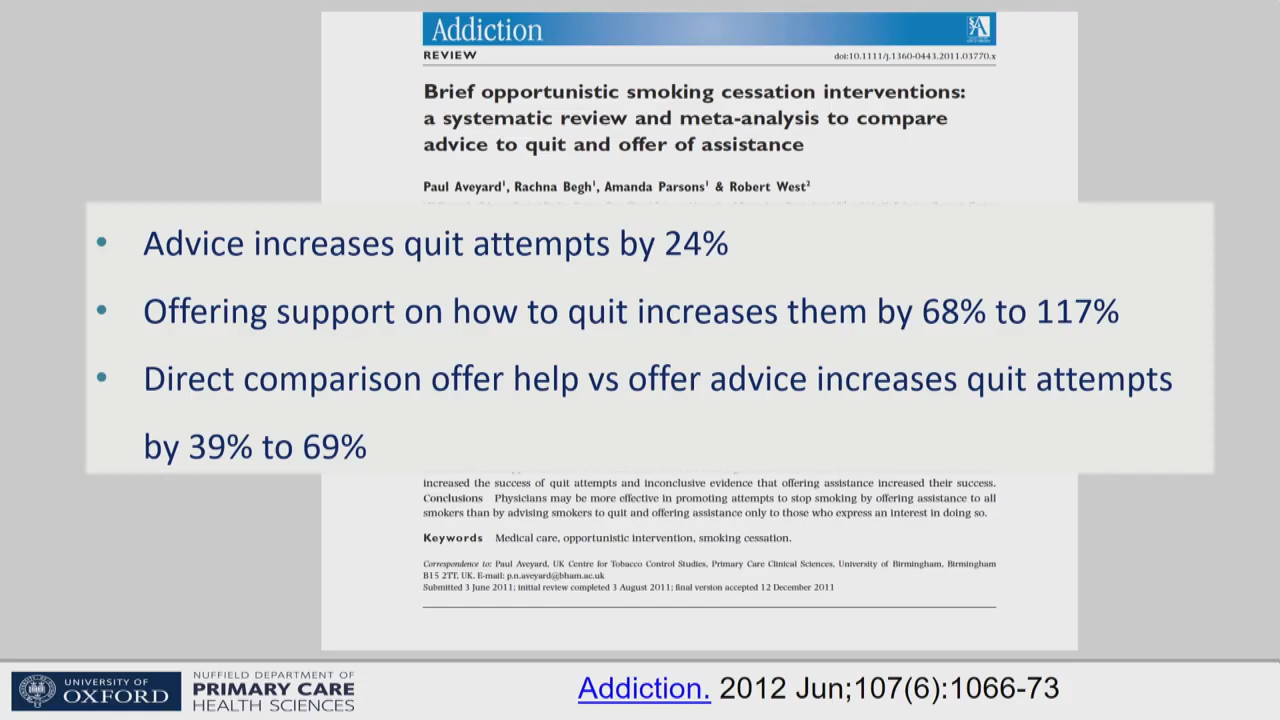 Addiction
SSA
REVIEW
doi:10.1111/j.1360-0443.2011.03770.x
Brief opportunistic smoking cessation interventions:
a systematic review and meta-analysis to compare
advice to quit and offer of assistance
Paul Aveyard¹, Rachna Begh¹, Amanda Parsons¹ & Robert West²
• Advice increases quit attempts by 24%
• Offering support on how to quit increases them by 68% to 117%
• Direct comparison offer help vs offer advice increases quit attempts
by 39% to 69%
increased the success of quit attempts and inconclusive evidence that offering assistance increased their success.
Conclusions Physicians may be more effective in promoting attempts to stop smoking by offering assistance to all
smokers than by advising smokers to quit and offering assistance only to those who express an interest in doing so.
Keywords Medical care, opportunistic intervention, smoking cessation.
Correspondence to: Paul Aveyard, UK Centre for Tobacco Control Studies, Primary Care Clinical Sciences, University of Birmingham, Birmingham
B15 2TT, UK. E-mail: p.n.aveyard@bham.ac.uk
Submitted 3 June 2011; initial review completed 3 August 2011; final version accepted 12 December 2011
UNIVERSITY OF
OXFORD
NUFFIELD DEPARTMENT OF
PRIMARY CARE
HEALTH SCIENCES
Addiction. 2012 Jun;107(6):1066-73